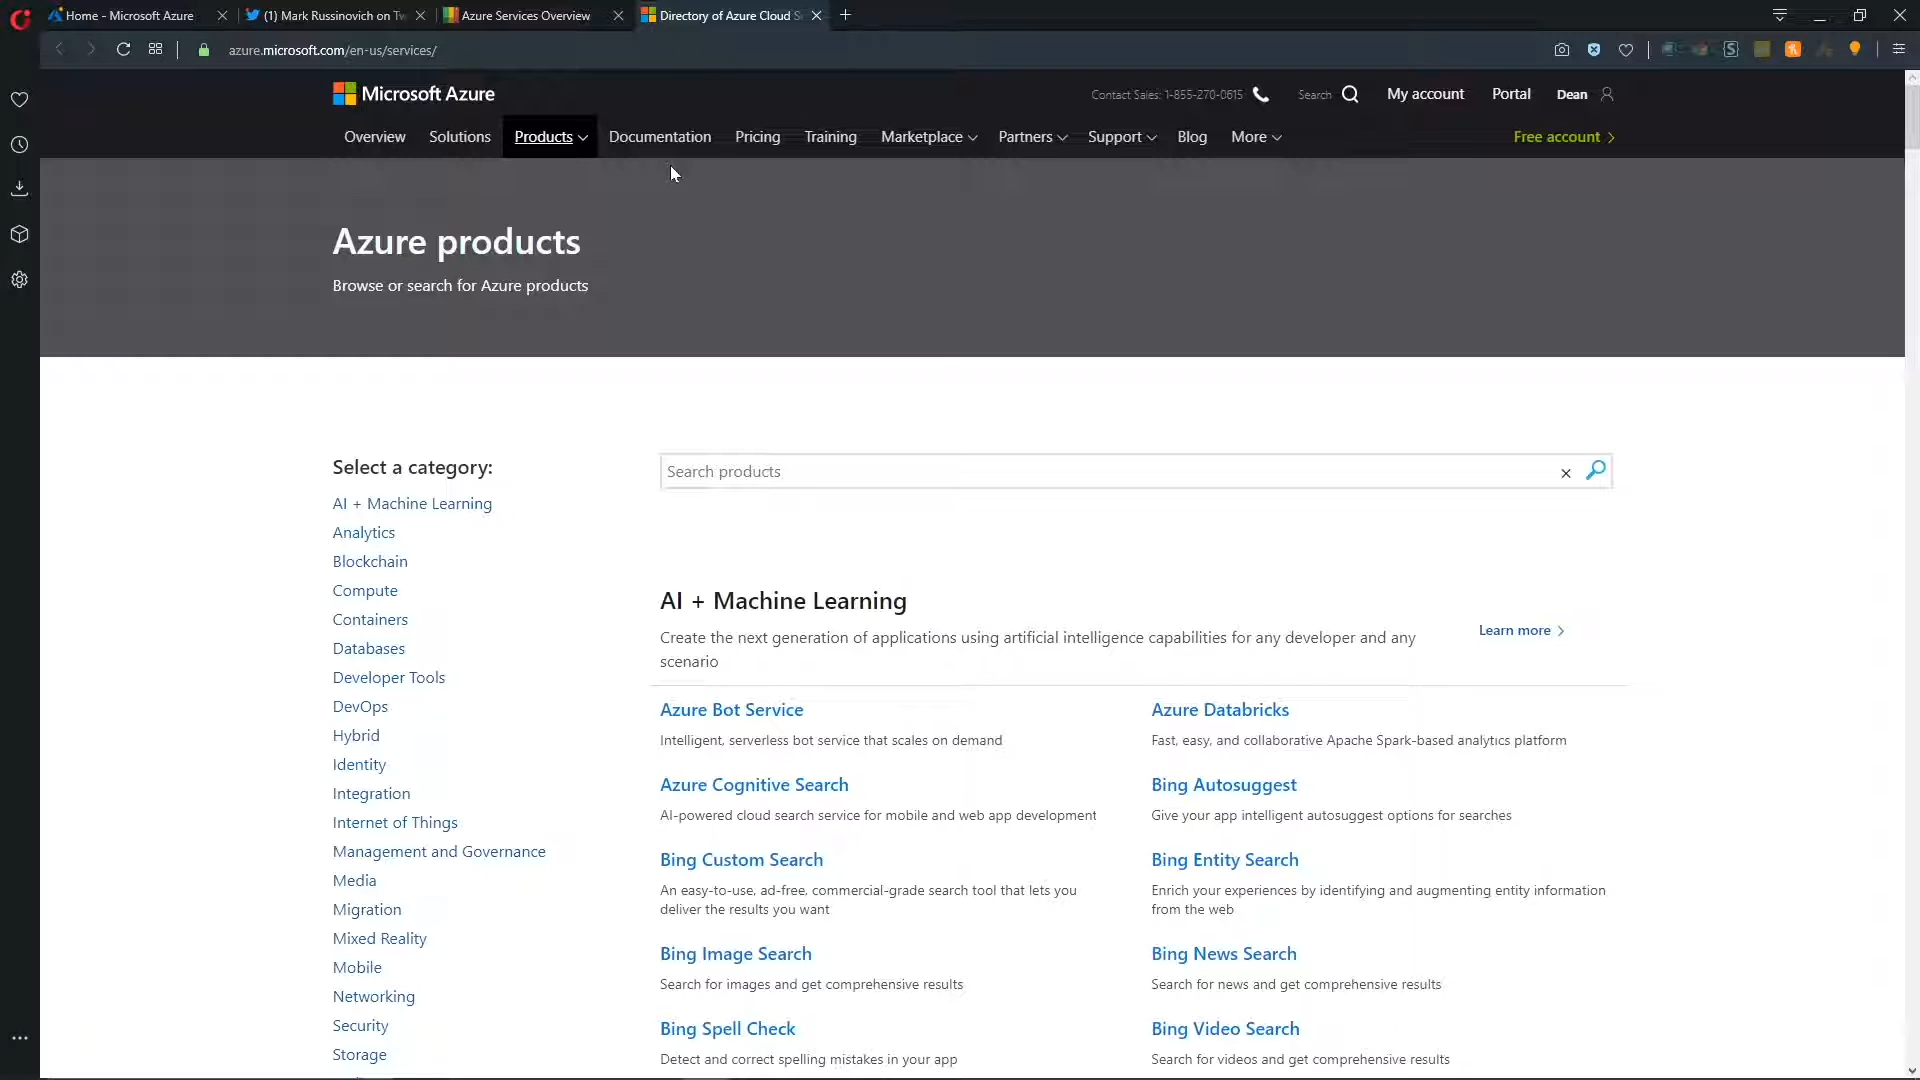 Home - Microsoft Azure
(1) Mark Russinovich on Tw
Azure Services Overview
Directory of Azure Cloud S
azure.microsoft.com/en-us/services/
Microsoft Azure
Contact Sales: 1-855-270-0615
Search
My account
Portal
Dean
Overview
Solutions
Products
Documentation
Pricing
Training
Marketplace
Partners
Support
Blog
More
Free account
Azure products
Browse or search for Azure products
Select a category:
AI + Machine Learning
Analytics
Blockchain
Compute
Containers
Databases
Developer Tools
DevOps
Hybrid
Identity
Integration
Internet of Things
Management and Governance
Media
Migration
Mixed Reality
Mobile
Networking
Security
Storage
Search products
AI + Machine Learning
Create the next generation of applications using artificial intelligence capabilities for any developer and any
scenario
Learn more
Azure Bot Service
Intelligent, serverless bot service that scales on demand
Azure Databricks
Fast, easy, and collaborative Apache Spark-based analytics platform
Azure Cognitive Search
AI-powered cloud search service for mobile and web app development
Bing Autosuggest
Give your app intelligent autosuggest options for searches
Bing Custom Search
An easy-to-use, ad-free, commercial-grade search tool that lets you
deliver the results you want
Bing Entity Search
Enrich your experiences by identifying and augmenting entity information
from the web
Bing Image Search
Search for images and get comprehensive results
Bing News Search
Search for news and get comprehensive results
Bing Spell Check
Detect and correct spelling mistakes in your app
Bing Video Search
Search for videos and get comprehensive results